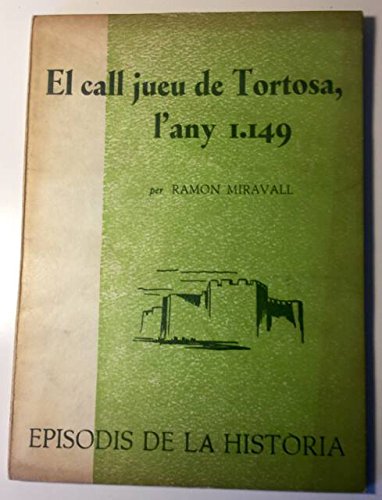 El call jueu de Tortosa,
l'any 1.149
per RAMON MIRAVALL
EPISODIS DE LA HISTÒRIA